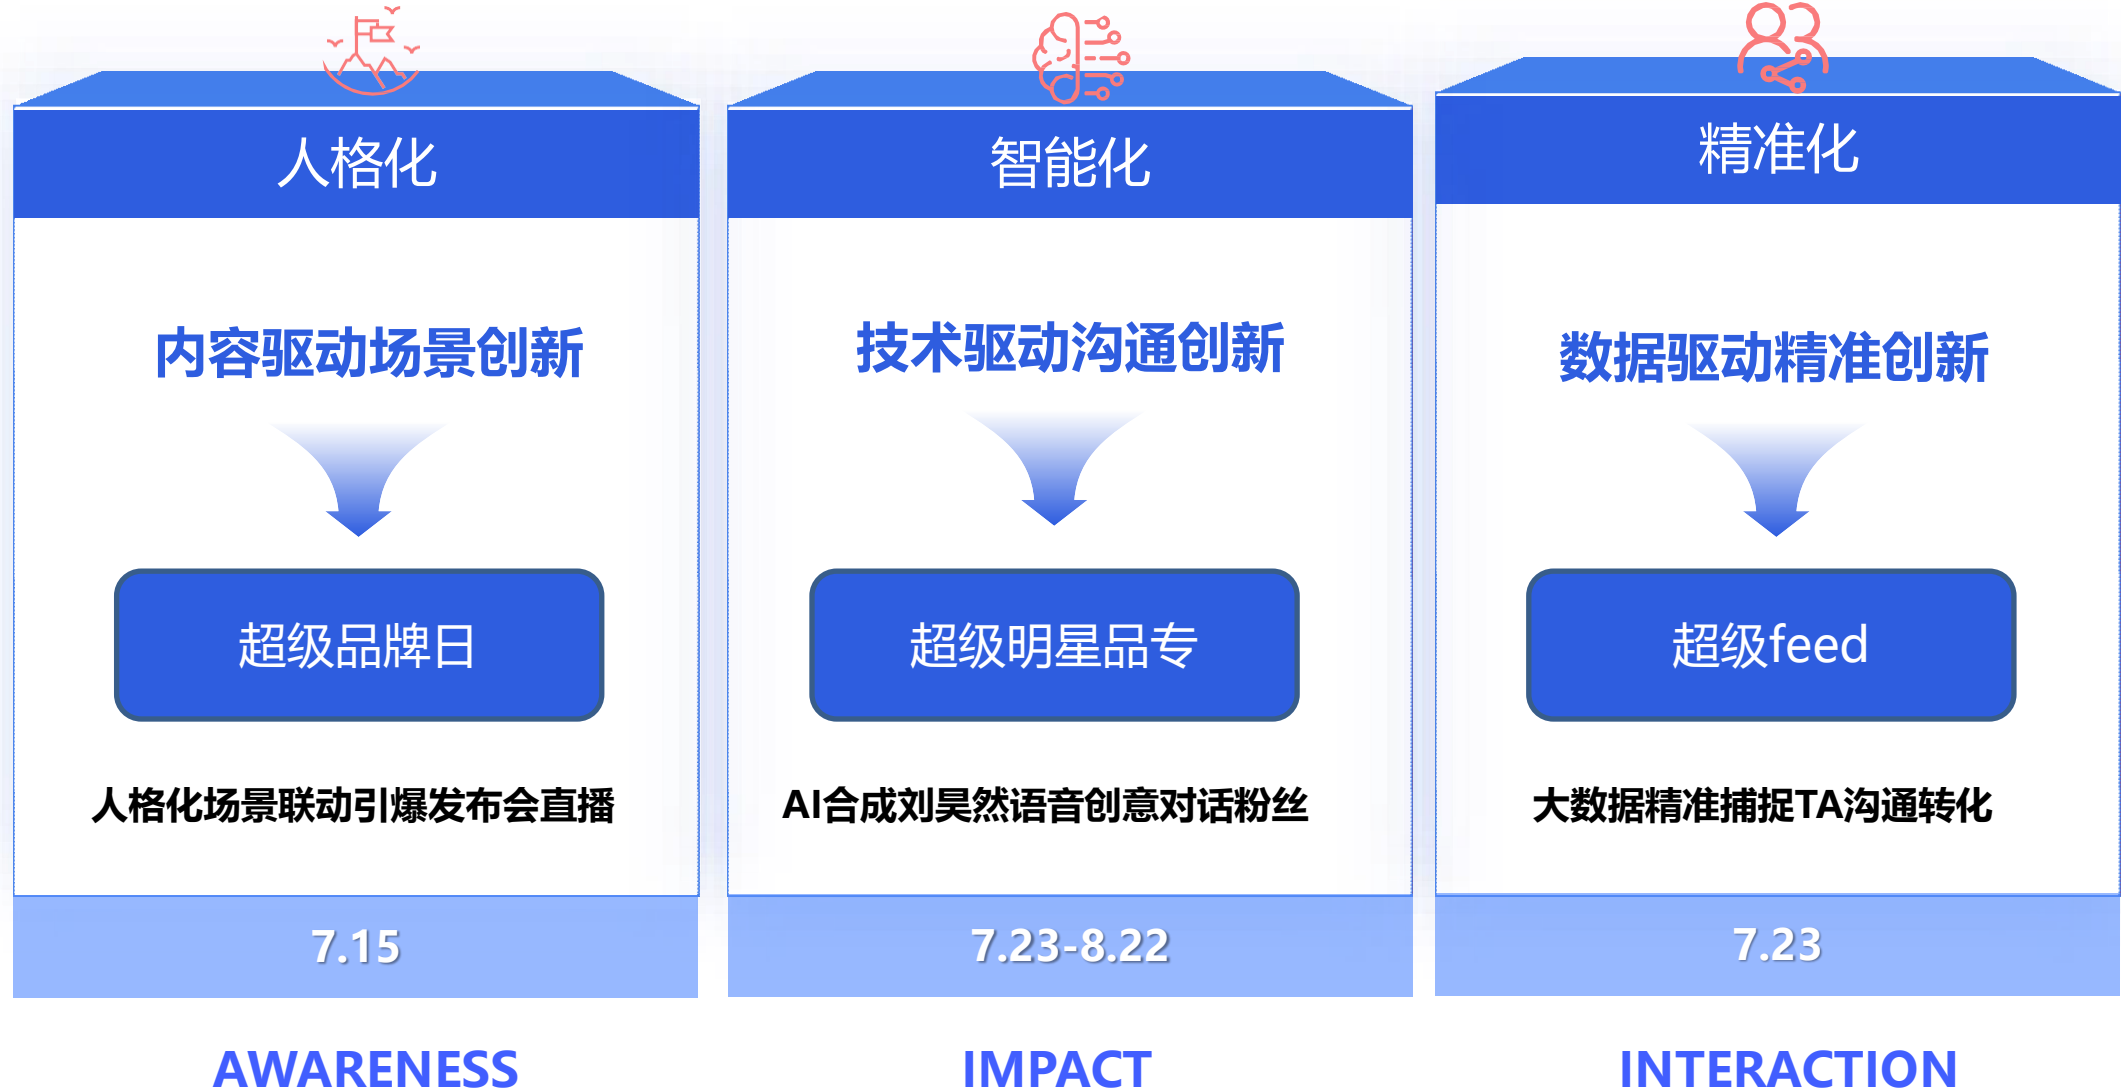 人格化
内容驱动场景创新
超级品牌日
人格化场景联动引爆发布会直播
7.15
AWARENESS
智能化
技术驱动沟通创新
超级明星品专
AI合成刘昊然语音创意对话粉丝
7.23-8.22
IMPACT
精准化
数据驱动精准创新
超级feed
大数据精准捕捉TA沟通转化
7.23
INTERACTION